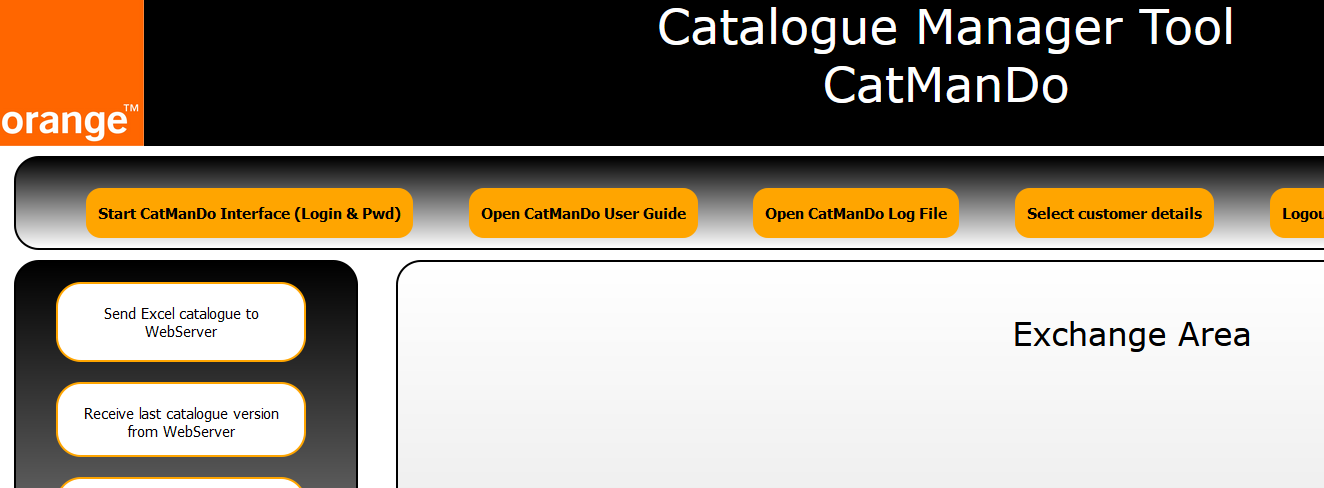 Catalogue Manager Tool
CatManDo
orange™
Start CatManDo Interface (Login & Pwd)
Open CatManDo User Guide
Open CatManDo Log File
Select customer details
Logou
Send Excel catalogue to
WebServer
Receive last catalogue version
from WebServer
Exchange Area